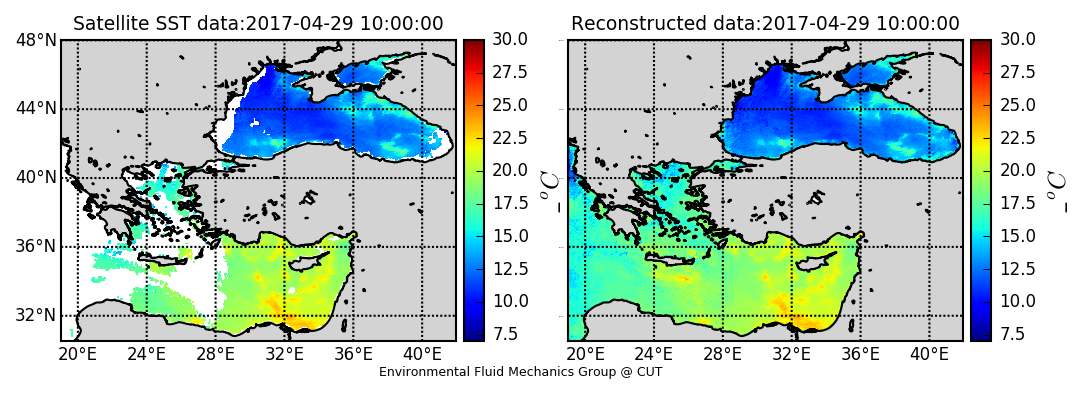 Satellite SST data:2017-04-29 10:00:00
Reconstructed data:2017-04-29 10:00:00
48°N
44°N
40°N
36°N
32°N
20°E 24°E 28°E 32°E 36°E 40°E
30.0
27.5
25.0
22.5
20.0
17.5
15.0
12.5
10.0
7.5
_°C
20°E 24°E 28°E 32°E 36°E 40°E
30.0
27.5
25.0
22.5
20.0
17.5
15.0
12.5
10.0
7.5
_°C
Environmental Fluid Mechanics Group @ CUT